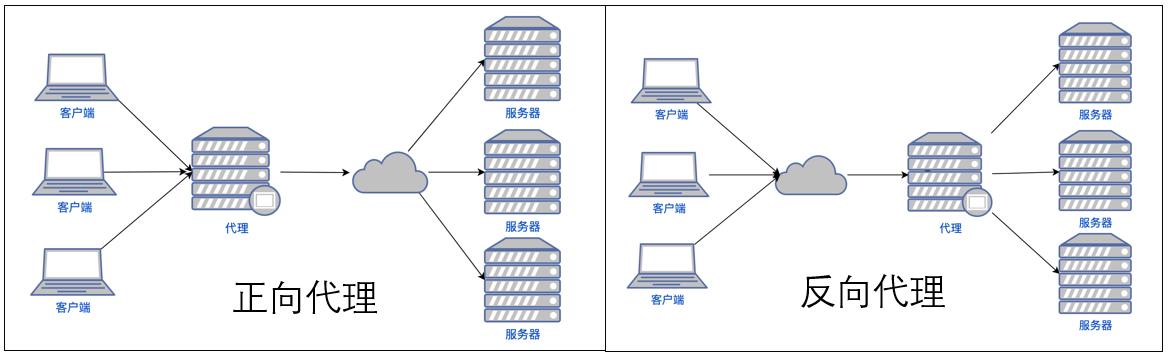 客户端
客户端
客户端
代理
服务器
服务器
服务器
正向代理
客户端
客户端
客户端
代理
服务器
服务器
服务器
反向代理